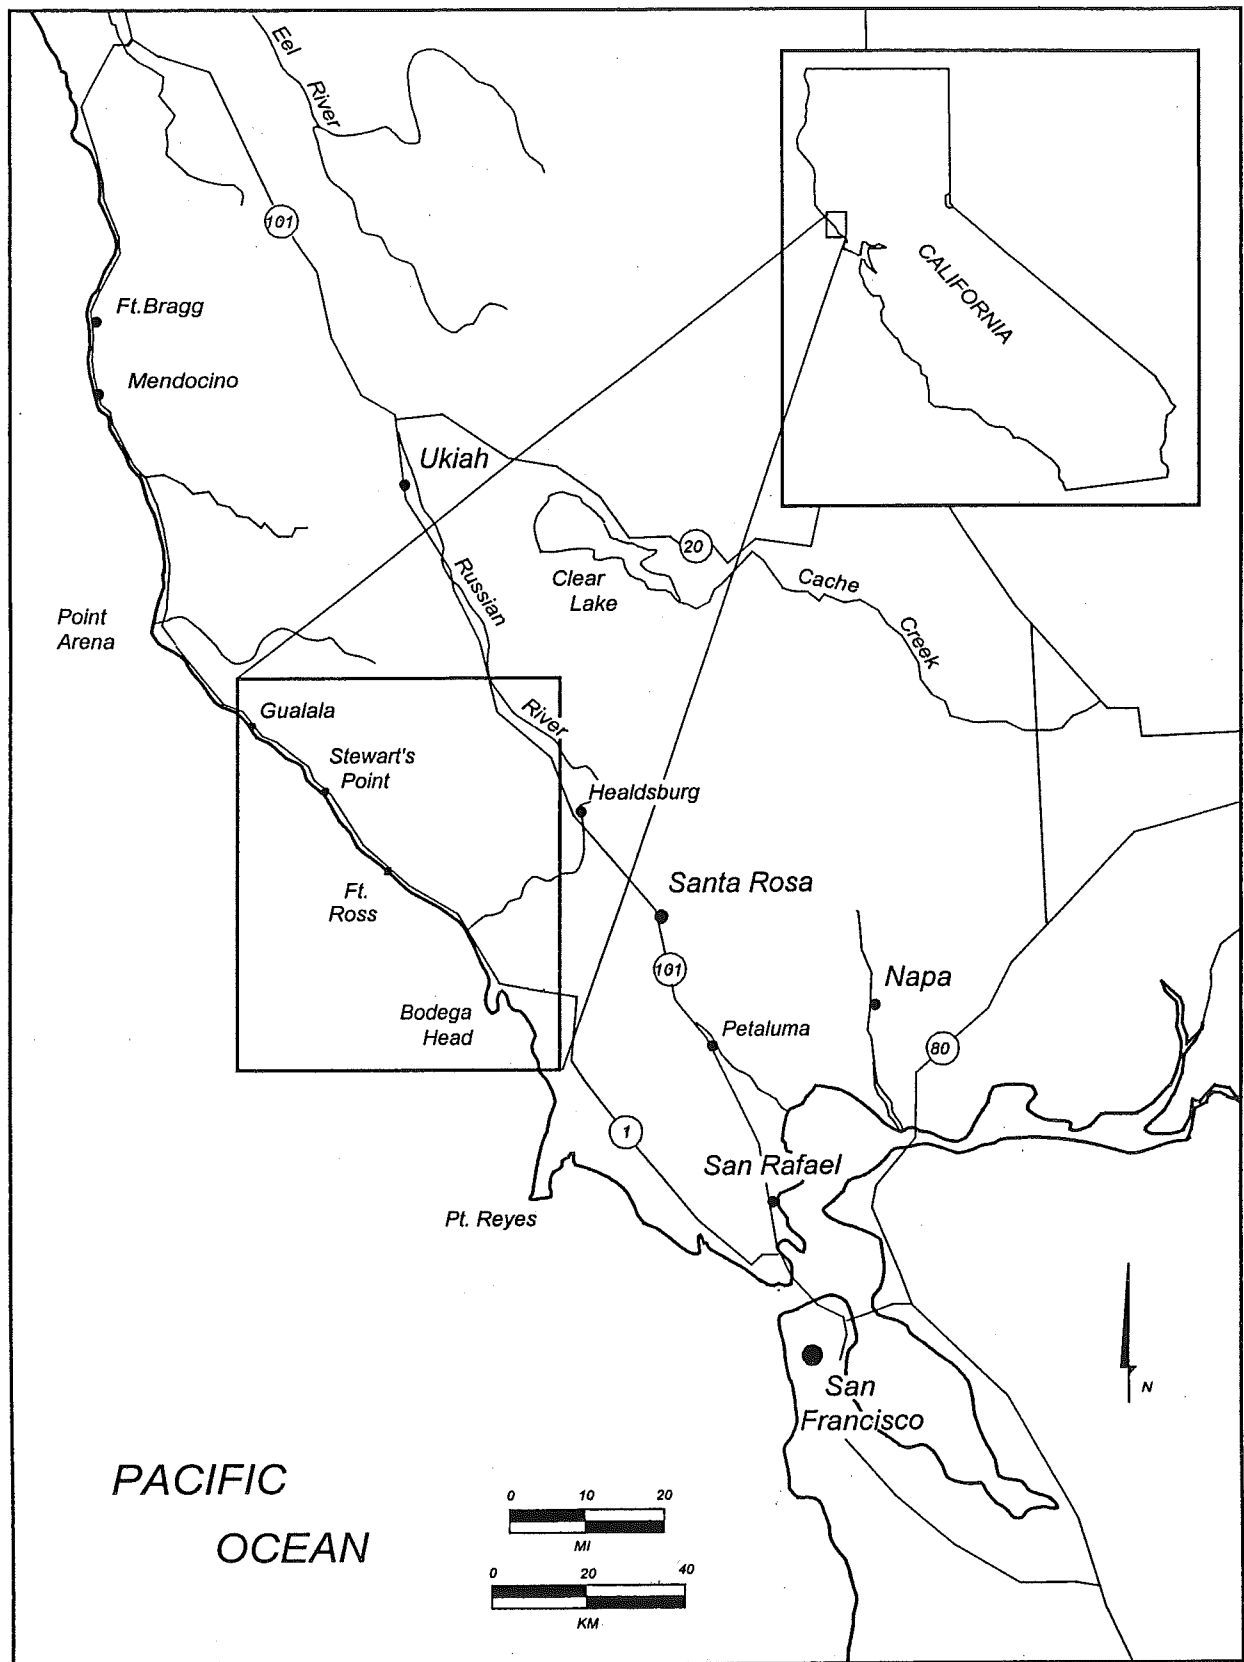 Eel
River
101
CALIFORNIA
Ft.Bragg
Mendocino
Ukiah
20
Clear
Lake
Cache
Creek
Russian
River
Point
Arena
Gualala
Stewart's
Point
Healdsburg
Ft.
Ross
Santa Rosa
101
Napa
Bodega
Head
Petaluma
80
1
San Rafael
Pt. Reyes
N
San
Francisco
PACIFIC
OCEAN
0 10 20
MI
0 20 40
KM